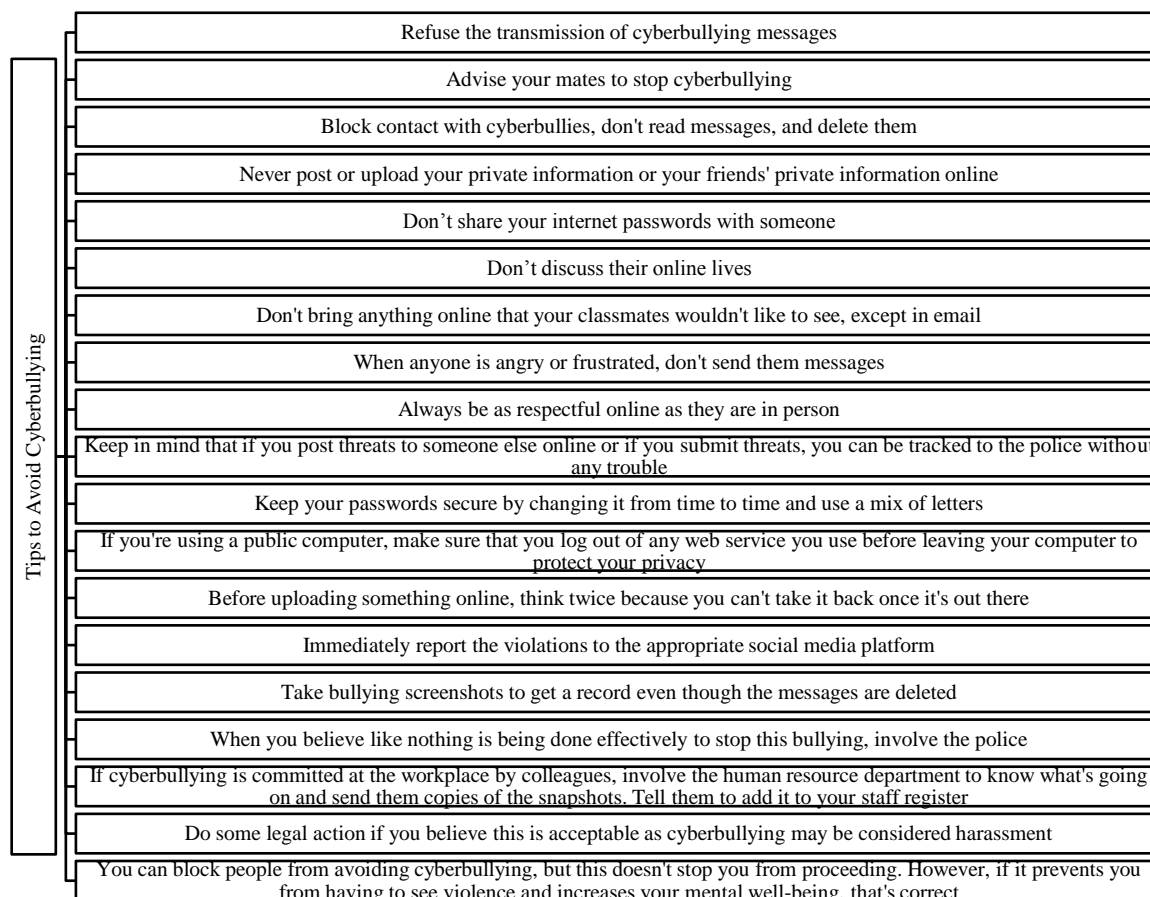 Tips to Avoid Cyberbullying
Refuse the transmission of cyberbullying messages
Advise your mates to stop cyberbullying
Block contact with cyberbullies, don't read messages, and delete them
Never post or upload your private information or your friends' private information online
Don’t share your internet passwords with someone
Don’t discuss their online lives
Don't bring anything online that your classmates wouldn't like to see, except in email
When anyone is angry or frustrated, don't send them messages
Always be as respectful online as they are in person
Keep in mind that if you post threats to someone else online or if you submit threats, you can be tracked to the police without
any trouble
Keep your passwords secure by changing it from time to time and use a mix of letters
If you're using a public computer, make sure that you log out of any web service you use before leaving your computer to
protect your privacy
Before uploading something online, think twice because you can't take it back once it's out there
Immediately report the violations to the appropriate social media platform
Take bullying screenshots to get a record even though the messages are deleted
When you believe like nothing is being done effectively to stop this bullying, involve the police
If cyberbullying is committed at the workplace by colleagues, involve the human resource department to know what's going
on and send them copies of the snapshots. Tell them to add it to your staff register
Do some legal action if you believe this is acceptable as cyberbullying may be considered harassment
You can block people from avoiding cyberbullying, but this doesn't stop you from proceeding. However, if it prevents you
from having to see violence and increases your mental well-being, that's correct